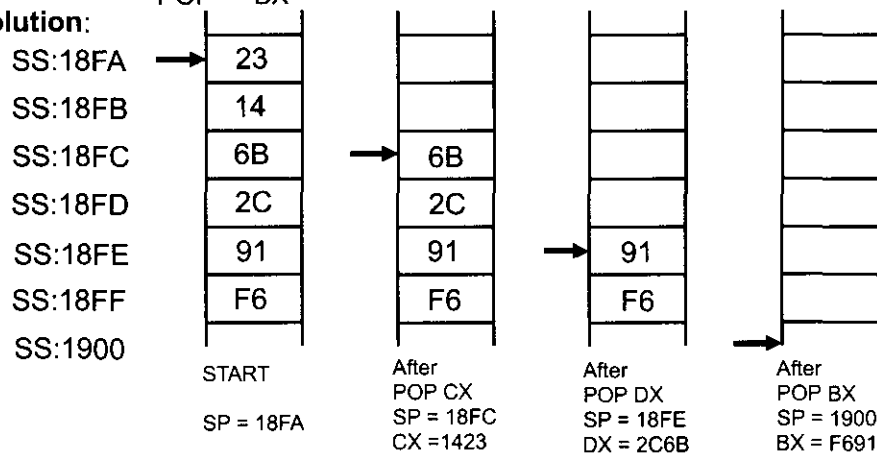 olution:
SS:18FA 23
SS:18FB 14
SS:18FC 6B 6B
SS:18FD 2C 2C
SS:18FE 91 91 91
SS:18FF F6 F6 F6
SS:1900
START
SP = 18FA
After
POP CX
SP = 18FC
CX =1423
After
POP DX
SP = 18FE
DX = 2C6B
After
POP BX
SP = 1900
BX = F691